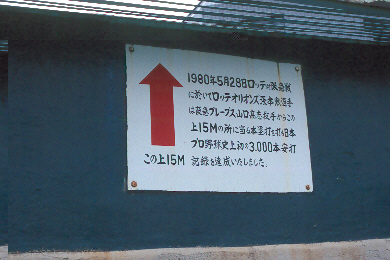 1980年5月28日ロッテ対阪急戦
に於いてロッテオリオンズ張本勲選手
は阪急ブレーブス山口高志投手からこの
上15Mの所に当る本塁打を打ち日本
プロ野球史上初の3,000本安打
記録を達成いたしました。
この上15M